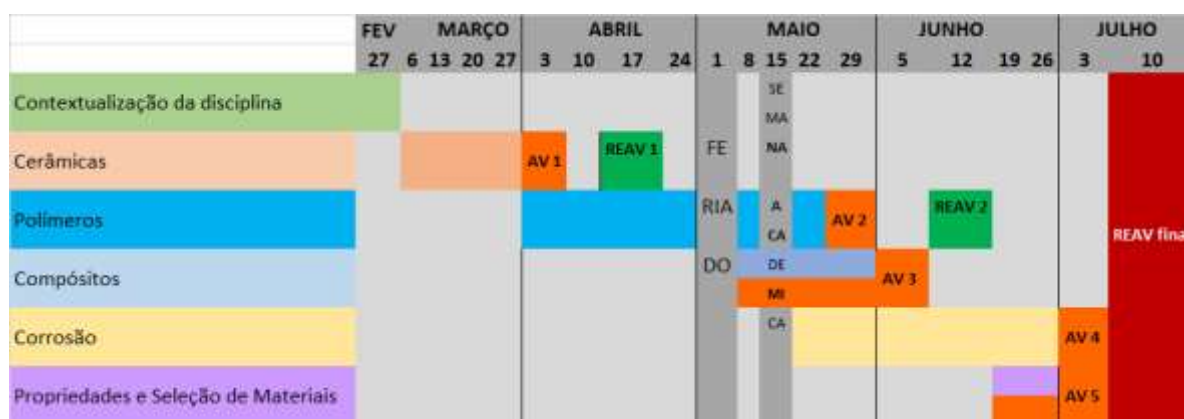 FEV MARÇO ABRIL MAIO JUNHO JULHO
27 6 13 20 27 3 10 17 24 1 8 15 22 29 5 12 19 26 3 10
Contextualização da disciplina
Cerâmicas AV 1 REAV 1
Polímeros AV 2 REAV 2
Compósitos AV 3
Corrosão AV 4
Propriedades e Seleção de Materiais AV 5
FE
RIA
DO
SE
MA
NA
A
CA
DE
MI
CA
REAV fina